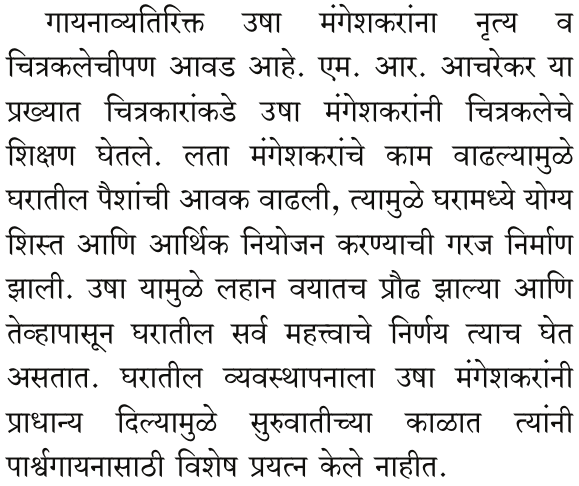 गायनाव्यतिरिक्त उषा मंगेशकरांना नृत्य व
चित्रकलेचीपण आवड आहे. एम. आर. आचरेकर या
प्रख्यात चित्रकारांकडे उषा मंगेशकरांनी चित्रकलेचे
शिक्षण घेतले. लता मंगेशकरांचे काम वाढल्यामुळे
घरातील पैशांची आवक वाढली, त्यामुळे घरामध्ये योग्य
शिस्त आणि आर्थिक नियोजन करण्याची गरज निर्माण
झाली. उषा यामुळे लहान वयातच प्रौढ झाल्या आणि
तेव्हापासून घरातील सर्व महत्त्वाचे निर्णय त्याच घेत
असतात. घरातील व्यवस्थापनाला उषा मंगेशकरांनी
प्राधान्य दिल्यामुळे सुरुवातीच्या काळात त्यांनी
पार्श्वगायनासाठी विशेष प्रयत्न केले नाहीत.